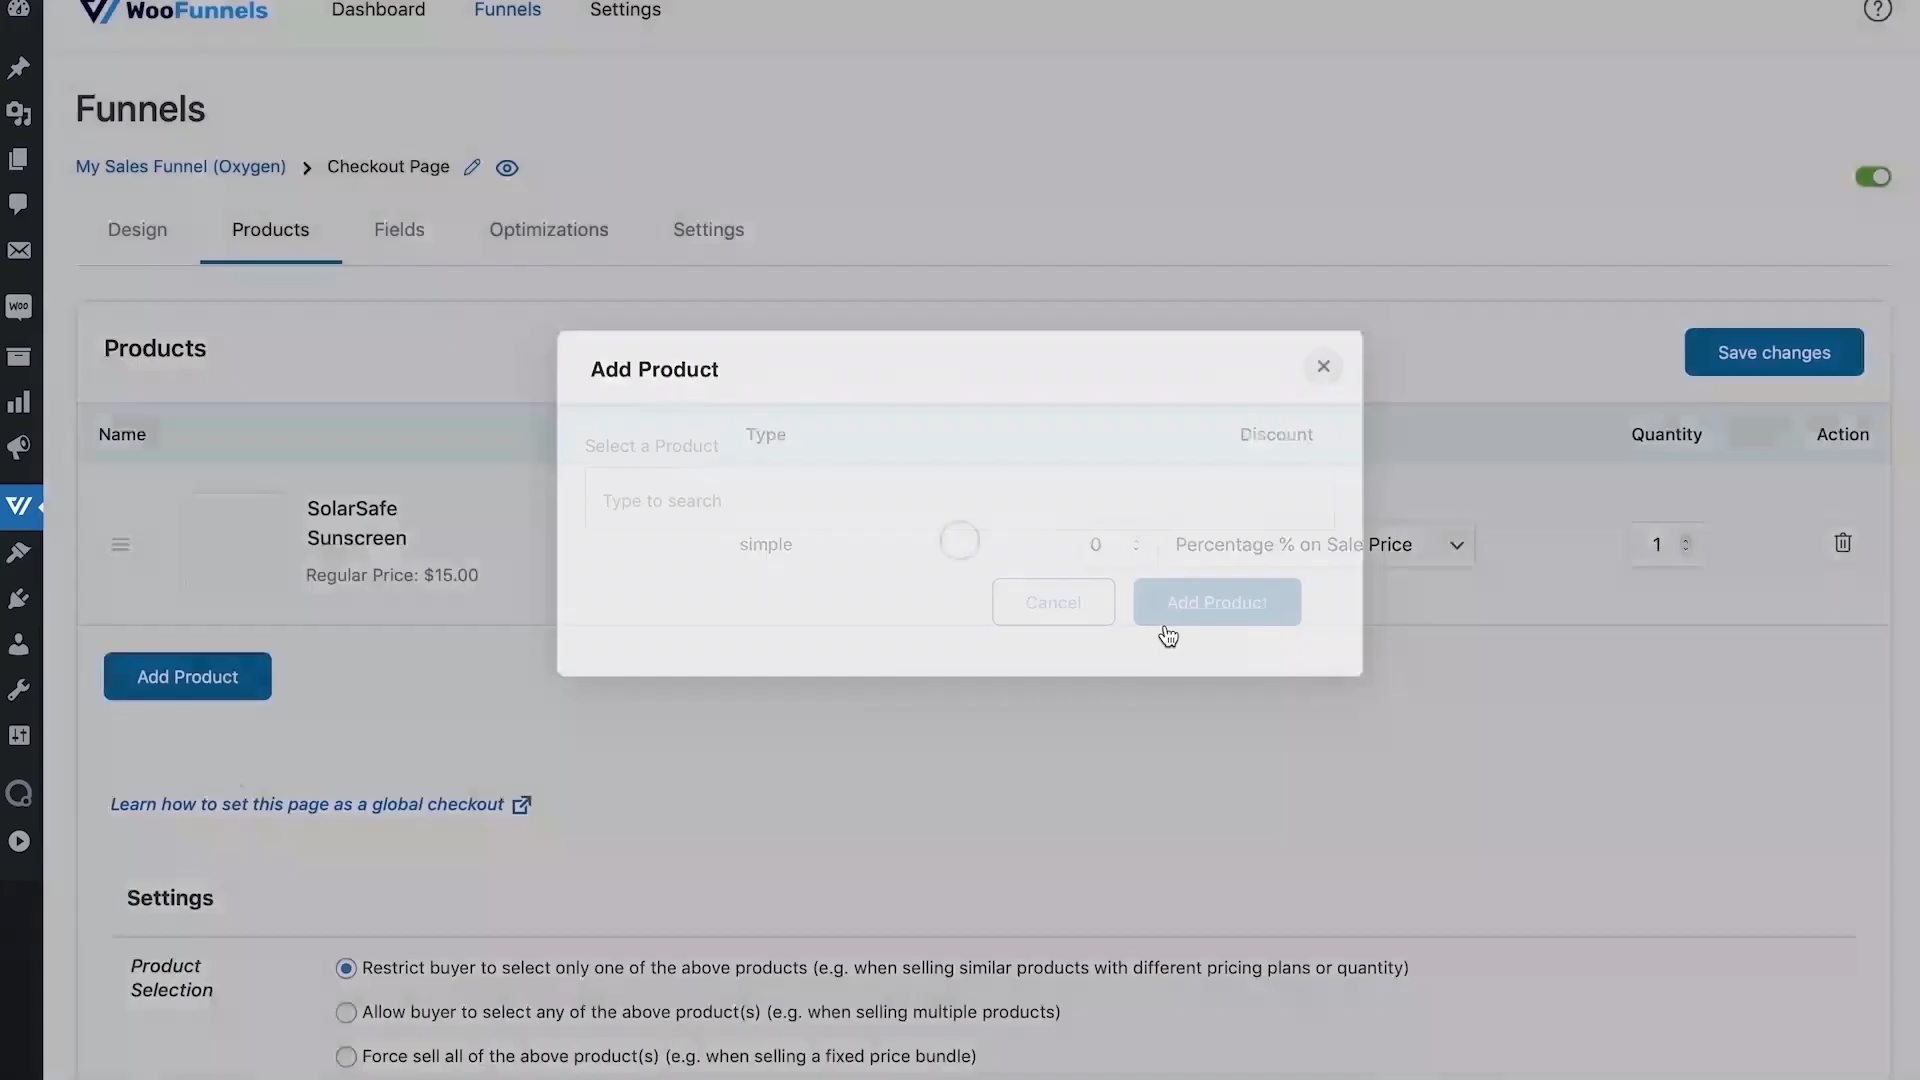 WooFunnels
Dashboard
Funnels
Settings
Funnels
My Sales Funnel (Oxygen)
Checkout Page
Design
Products
Fields
Optimizations
Settings
Products
Save changes
Add Product
Name
Type
Discount
Quantity
Action
Select a Product
Type to search
SolarSafe
Sunscreen
Regular Price: $15.00
simple
0
Percentage % on Sale Price
1
Cancel
Add Product
Add Product
Learn how to set this page as a global checkout
Settings
Product
Selection
Restrict buyer to select only one of the above products (e.g. when selling similar products with different pricing plans or quantity)
Allow buyer to select any of the above product(s) (e.g. when selling multiple products)
Force sell all of the above product(s) (e.g. when selling a fixed price bundle)
Woo